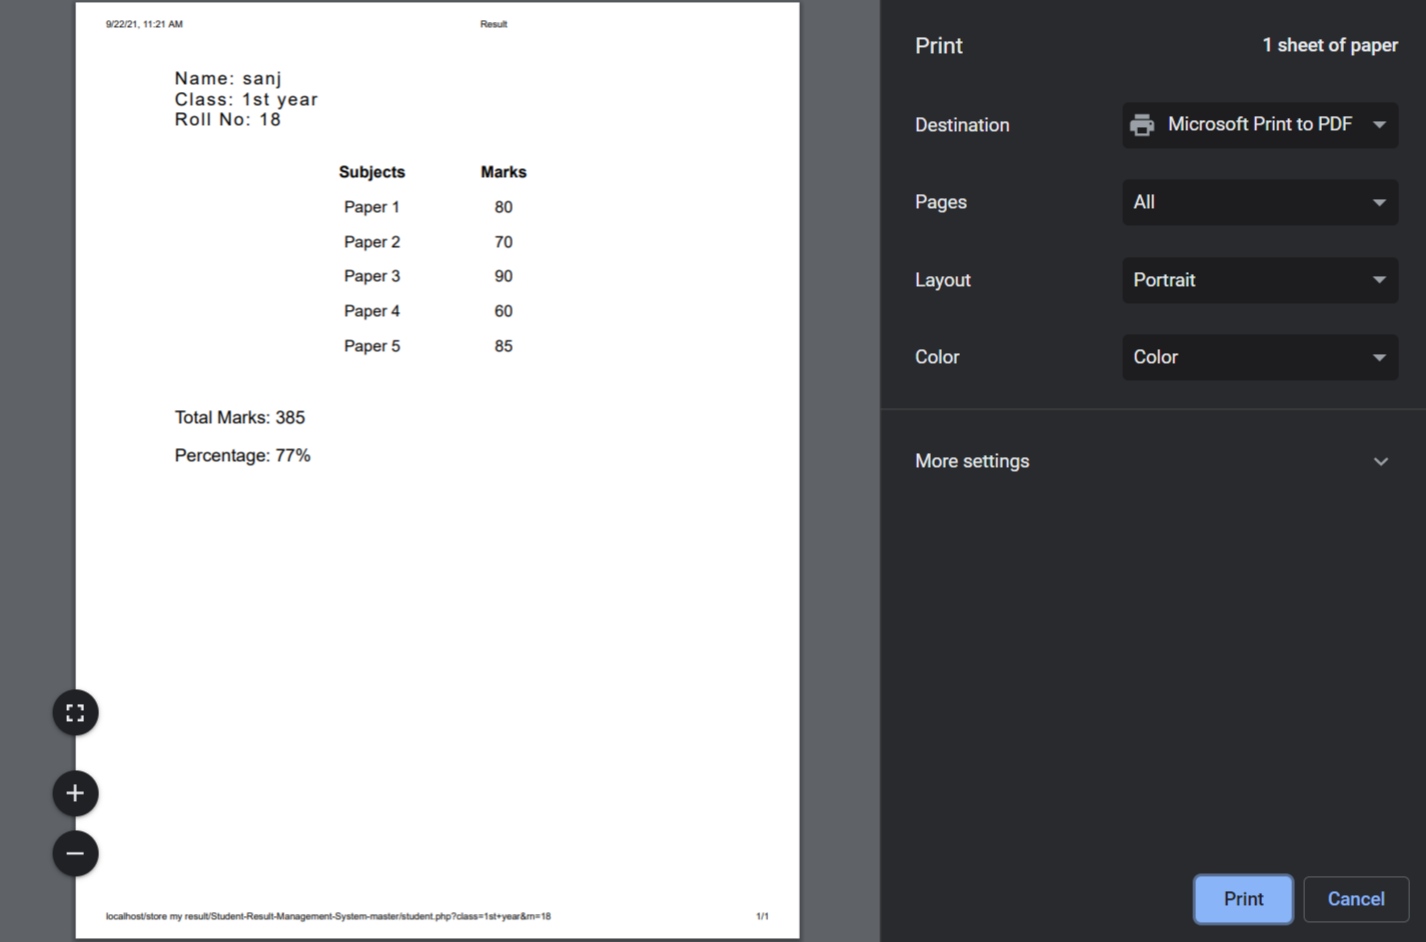 9/22/21, 11:21 AM Result
Name: sanj
Class: 1st year
Roll No: 18
Subjects Marks
Paper 1 80
Paper 2 70
Paper 3 90
Paper 4 60
Paper 5 85
Total Marks: 385
Percentage: 77%
localhost/store my result/Student-Result-Management-System-master/student.php?class=1st+year&rn=18 1/1
Print 1 sheet of paper
Destination Microsoft Print to PDF
Pages All
Layout Portrait
Color Color
More settings
Print Cancel